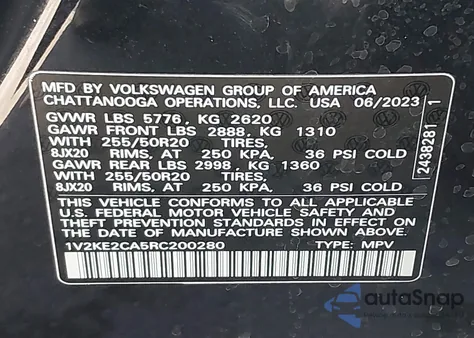 MFD BY VOLKSWAGEN GROUP OF AMERICA
CHATTANOOGA OPERATIONS, LLC. USA 06/2023
GVWR LBS 5776, KG 2620
GAWR FRONT LBS 2888, KG 1310
WITH 255/50R20 TIRES,
8JX20 RIMS, AT 250 KPA, 36 PSI COLD
GAWR REAR LBS 2998, KG 1360
WITH 255/50R20 TIRES,
8JX20 RIMS, AT 250 KPA, 36 PSI COLD
THIS VEHICLE CONFORMS TO ALL APPLICABLE
U.S. FEDERAL MOTOR VEHICLE SAFETY AND
THEFT PREVENTION STANDARDS IN EFFECT ON
THE DATE OF MANUFACTURE SHOWN ABOVE.
1V2KE2CA5RC200280 TYPE: MPV
2438281 1
autoSnap